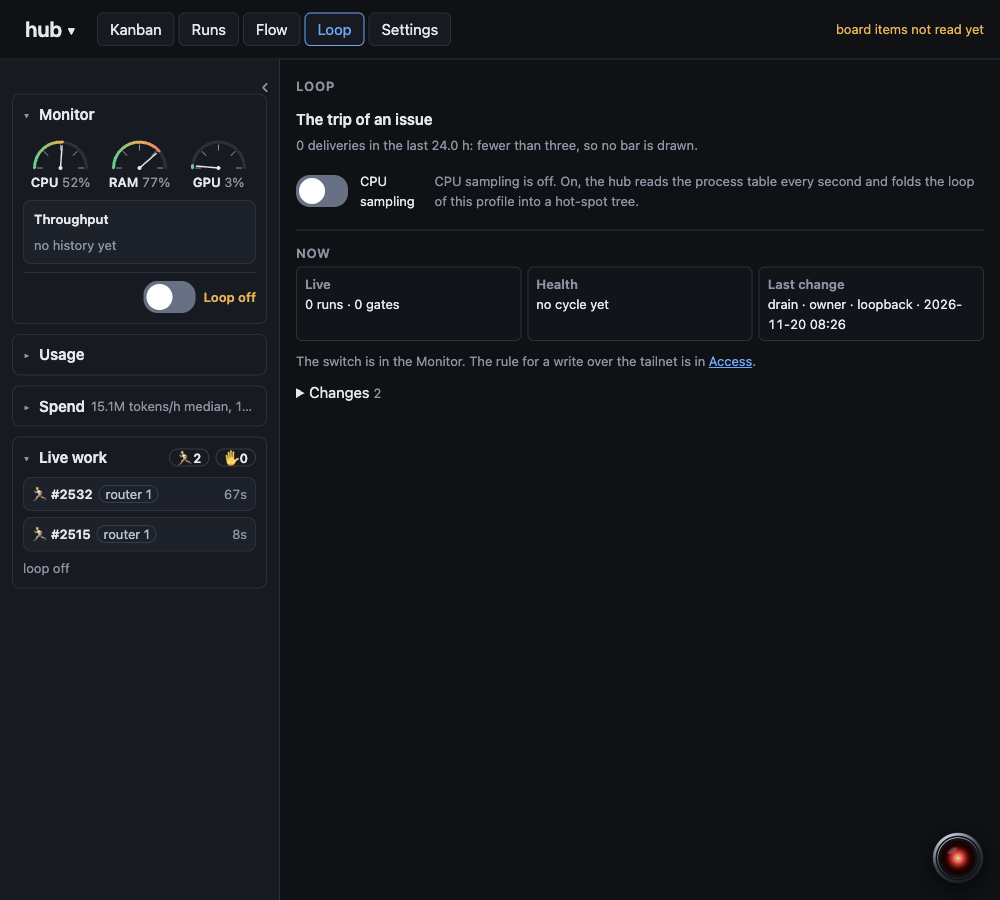 hub ▾ Kanban Runs Flow Loop Settings board items not read yet
Monitor
CPU 52% RAM 77% GPU 3%
Throughput
no history yet
Loop off
Usage
Spend 15.1M tokens/h median, 1...
Live work 🏃2 ✋0
🏃 #2532 router 1 67s
🏃 #2515 router 1 8s
loop off
LOOP
The trip of an issue
0 deliveries in the last 24.0 h: fewer than three, so no bar is drawn.
CPU
sampling
CPU sampling is off. On, the hub reads the process table every second and folds the loop
of this profile into a hot-spot tree.
NOW
Live
0 runs · 0 gates
Health
no cycle yet
Last change
drain · owner · loopback · 2026-
11-20 08:26
The switch is in the Monitor. The rule for a write over the tailnet is in Access.
Changes 2